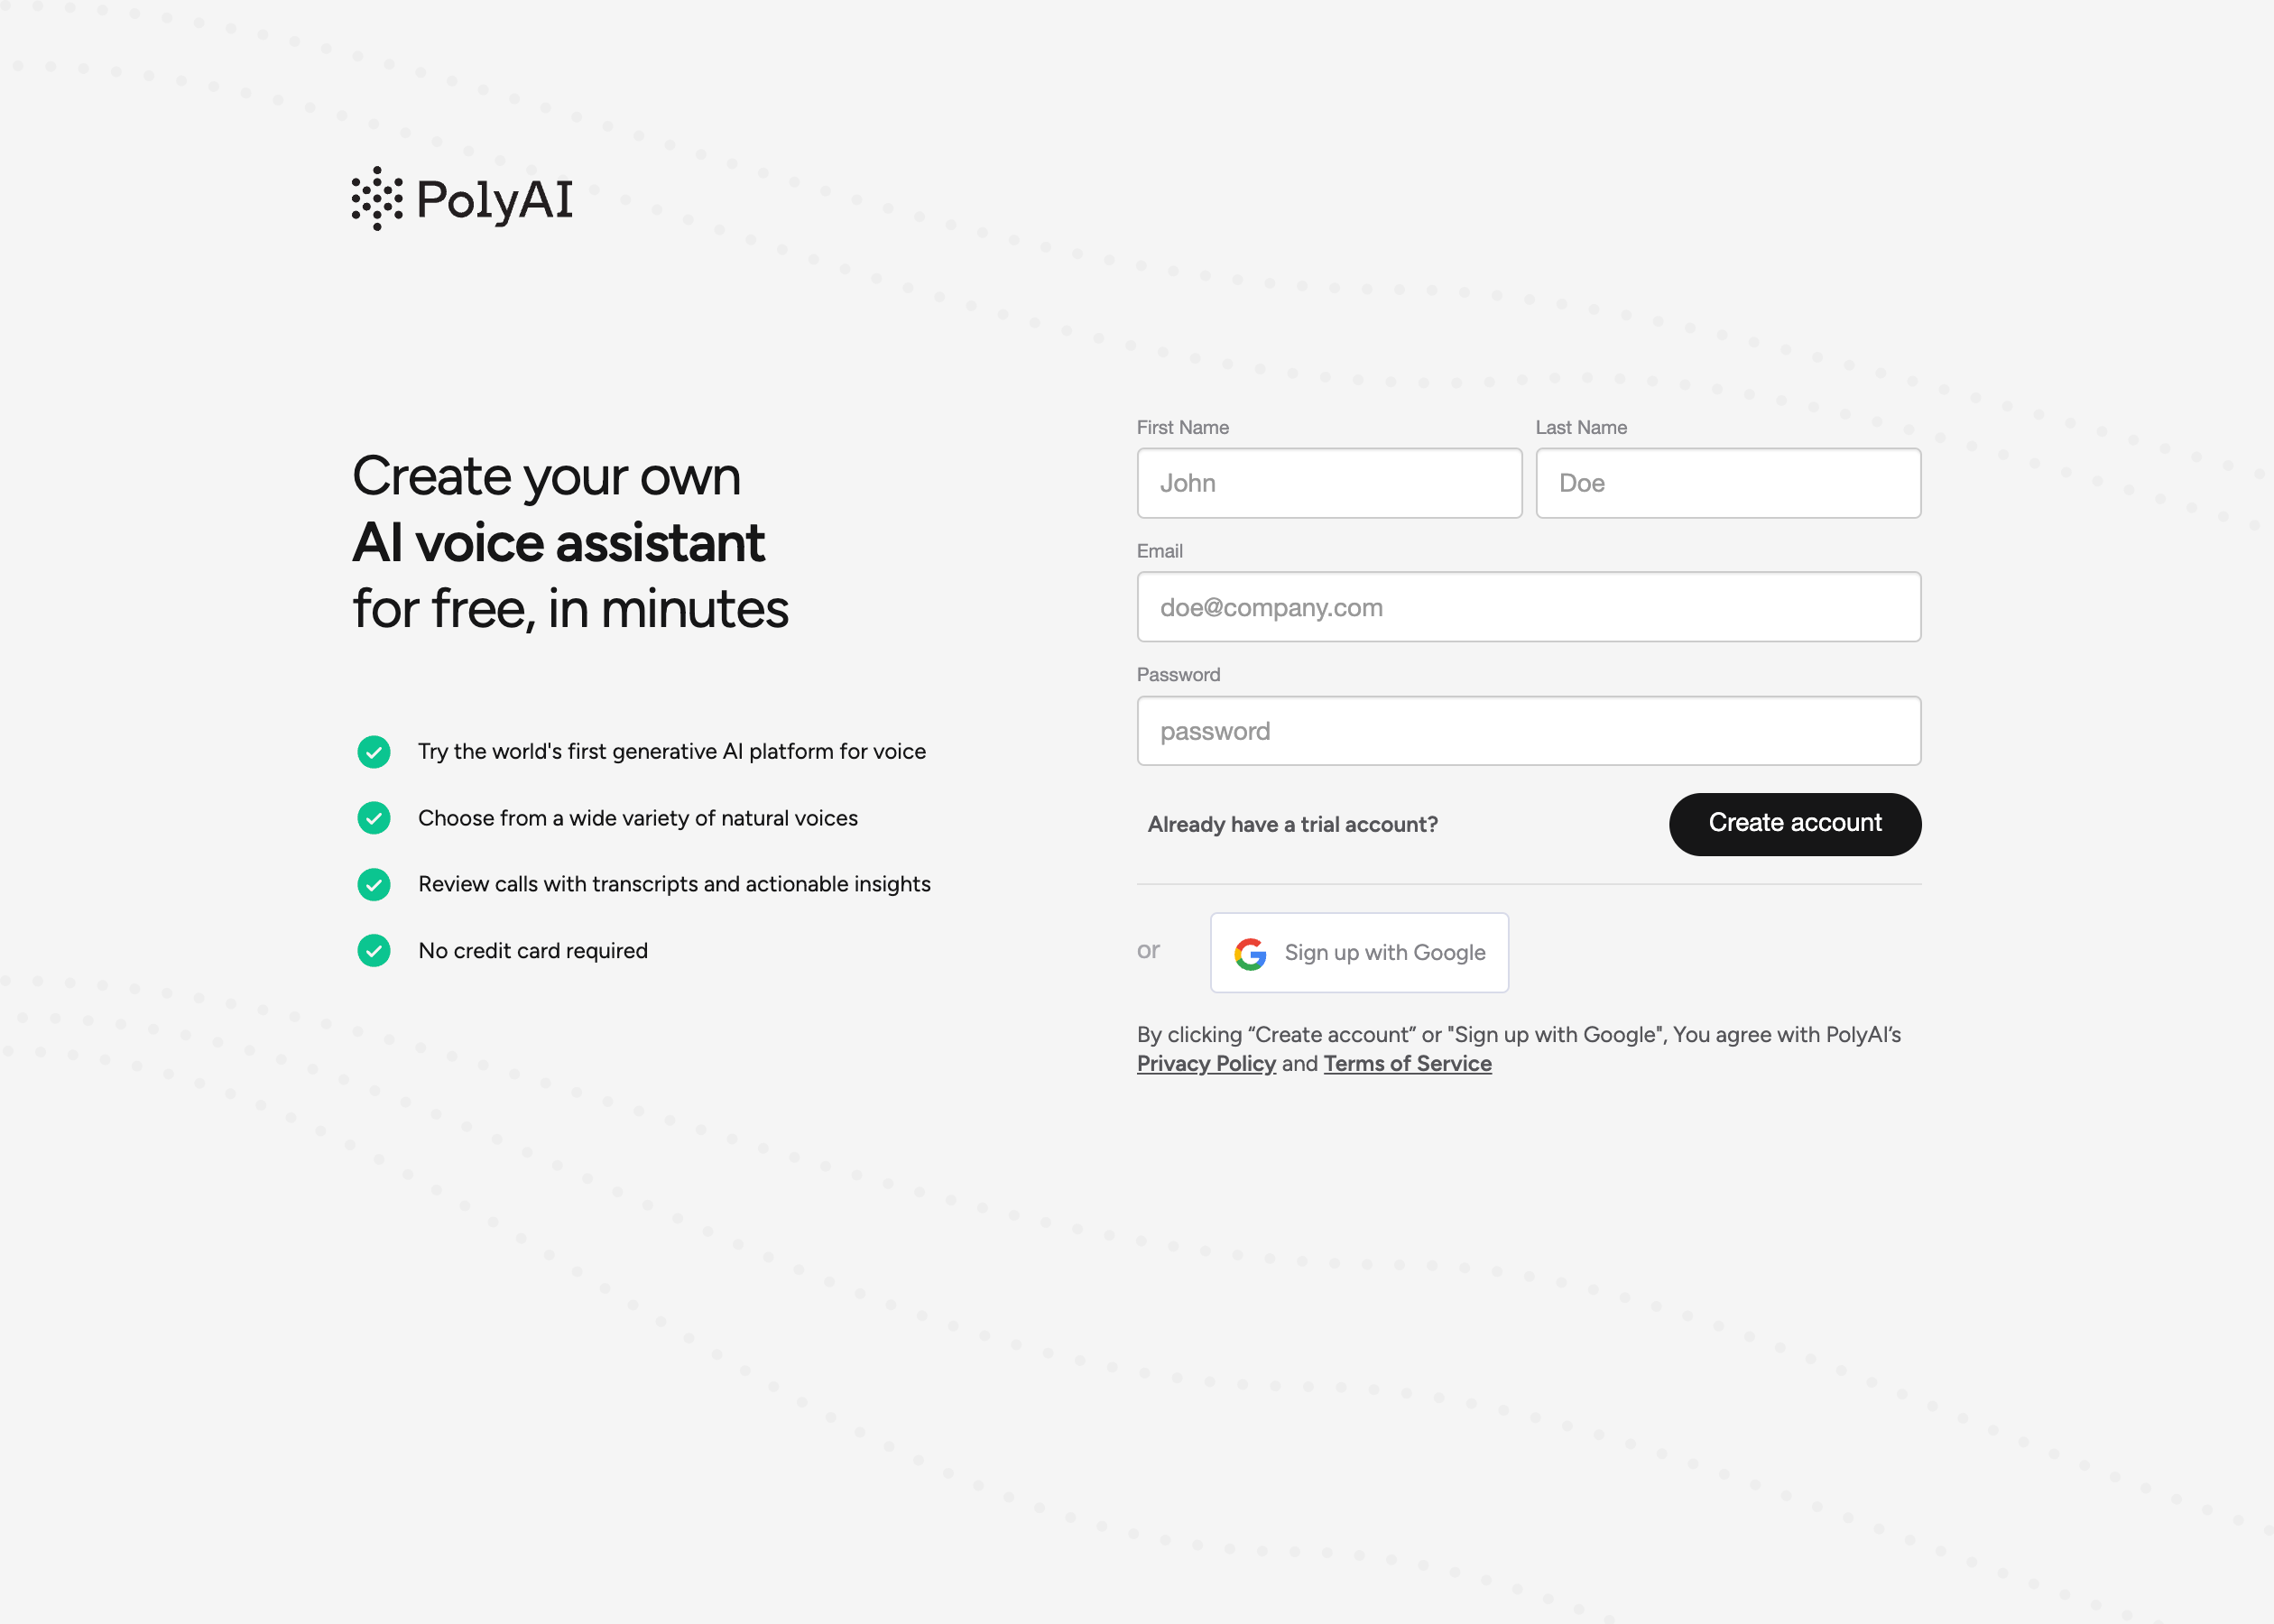 PolyAI
Create your own
AI voice assistant
for free, in minutes
Try the world's first generative AI platform for voice
Choose from a wide variety of natural voices
Review calls with transcripts and actionable insights
No credit card required
First Name
Last Name
John
Doe
Email
doe@company.com
Password
password
Already have a trial account?
Create account
or
Sign up with Google
By clicking “Create account” or "Sign up with Google", You agree with PolyAI’s
Privacy Policy and Terms of Service